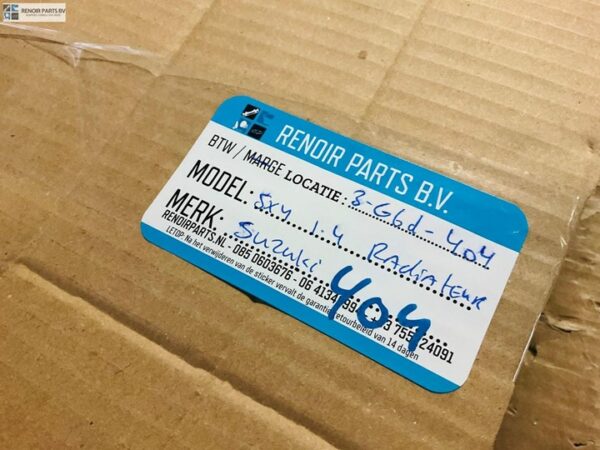 RENOIR PARTS BV
RENOIR PARTS B.V.
BTW / MARGE LOCATIE: 3-G6d-404
MODEL: SX4 1.4 RADiATEUR
MERK: Suzuki 404
RENOIRPARTS.NL - 085 0603676 - 06 4134
24091
LETOP: Na het verwijderen van de sticker vervalt de garantie retourbeleid van 14 dagen